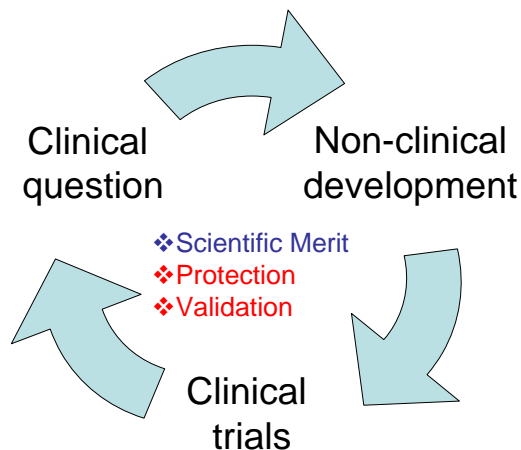 Clinical
question
Non-clinical
development
❖Scientific Merit
❖Protection
❖Validation
Clinical
trials